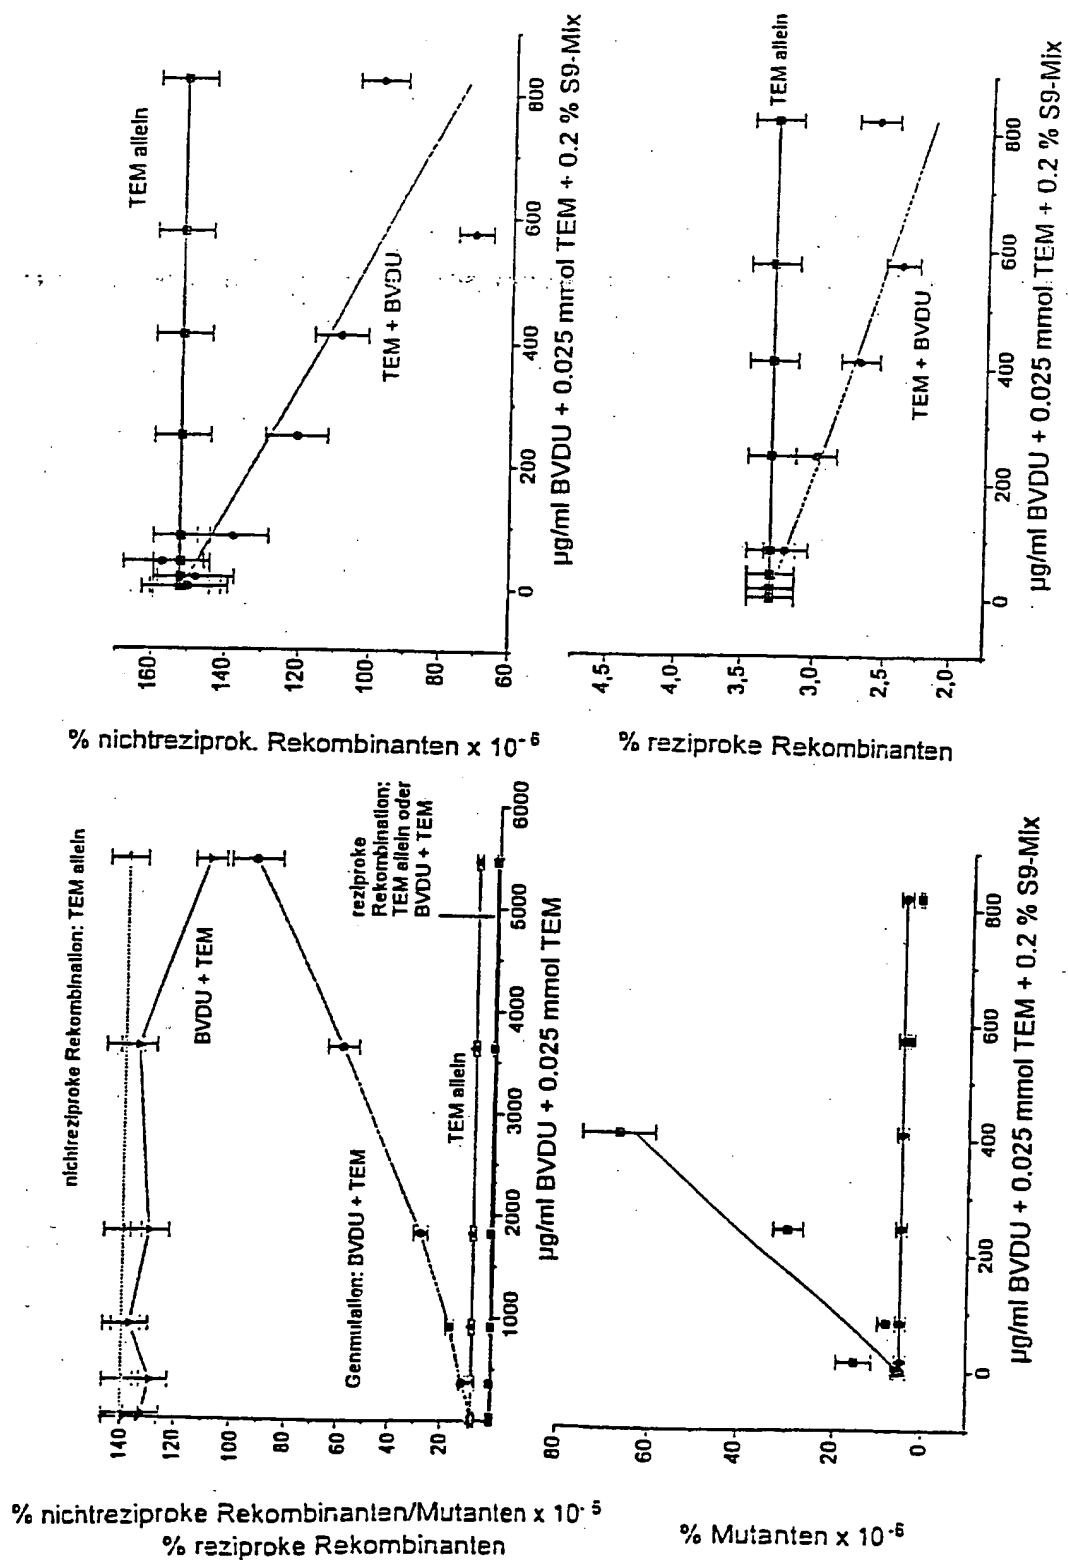 160
140
120
100
80
60
% nichtreziprok. Rekombinanten x 10⁻⁶
TEM allein
TEM + BVDU
0
200
400
600
800
µg/ml BVDU + 0.025 mmol TEM + 0.2 % S9-Mix
4,5
4,0
3,5
3,0
2,5
2,0
% reziproke Rekombinanten
TEM allein
TEM + BVDU
0
200
400
600
800
µg/ml BVDU + 0.025 mmol TEM + 0.2 % S9-Mix
140
120
100
80
60
40
20
% nichtreziproke Rekombinanten/Mutanten x 10⁻⁵
% reziproke Rekombinanten
nichtreziproke Rekombination: TEM allein
BVDU + TEM
Genmutation: BVDU + TEM
TEM allein
reziproke
Rekombination:
TEM allein oder
BVDU + TEM
1000
2000
3000
4000
5000
6000
µg/ml BVDU + 0.025 mmol TEM
80
60
40
20
0
% Mutanten x 10⁻⁶
0
200
400
600
800
µg/ml BVDU + 0.025 mmol TEM + 0.2 % S9-Mix